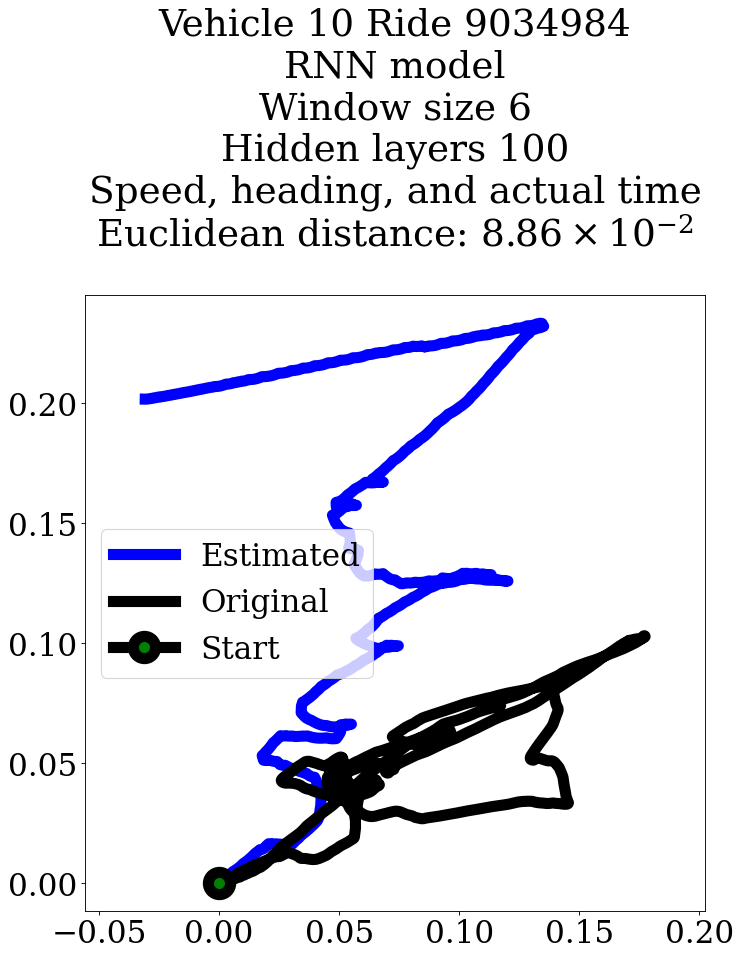 Vehicle 10 Ride 9034984
RNN model
Window size 6
Hidden layers 100
Speed, heading, and actual time
Euclidean distance: 8.86 × 10⁻²
0.20
0.15
0.10
0.05
0.00
Estimated
Original
Start
−0.05 0.00 0.05 0.10 0.15 0.20